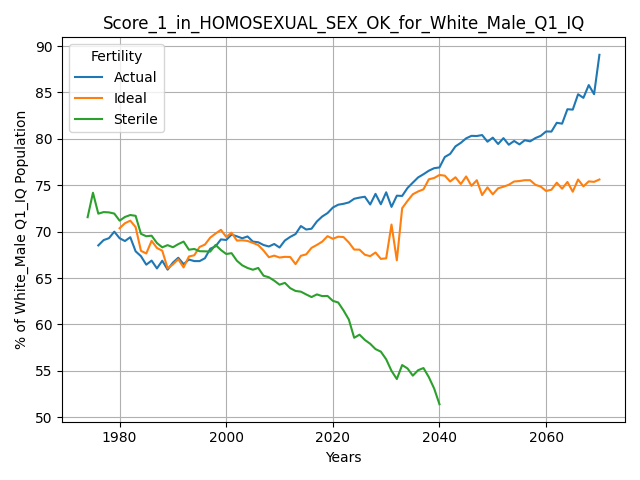 Score_1_in_HOMOSEXUAL_SEX_OK_for_White_Male_Q1_IQ
Fertility
Actual
Ideal
Sterile
% of White_Male Q1_IQ Population
90
85
80
75
70
65
60
55
50
1980
2000
2020
2040
2060
Years